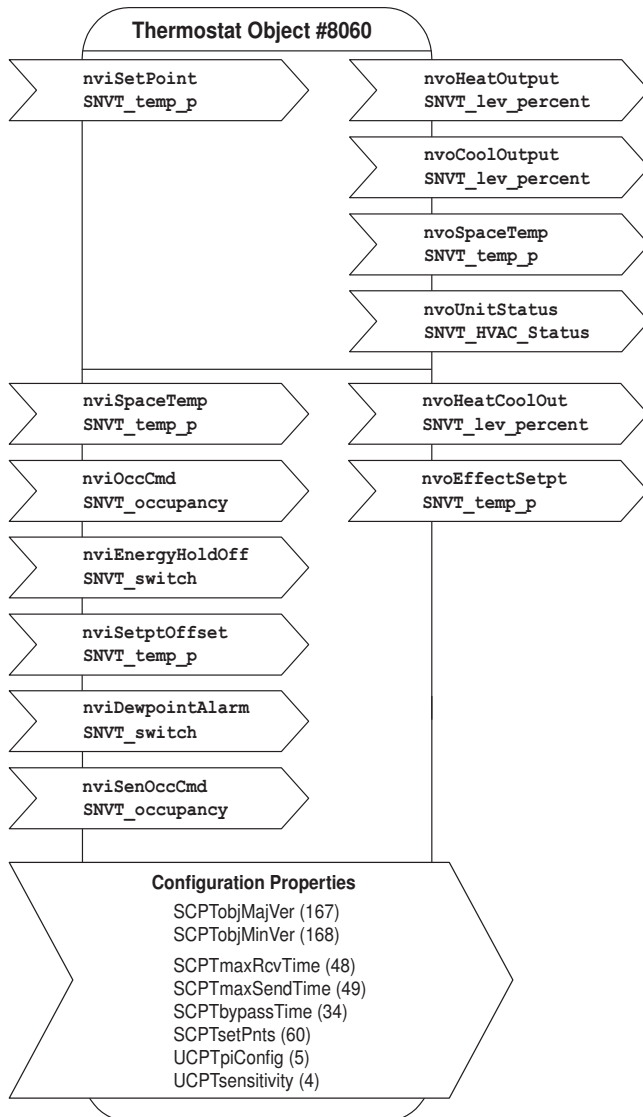 Thermostat Object #8060
nviSetPoint
SNVT_temp_p
nvoHeatOutput
SNVT_lev_percent
nvoCoolOutput
SNVT_lev_percent
nvoSpaceTemp
SNVT_temp_p
nvoUnitStatus
SNVT_HVAC_Status
nviSpaceTemp
SNVT_temp_p
nviOccCmd
SNVT_occupancy
nviEnergyHoldOff
SNVT_switch
nviSetptOffset
SNVT_temp_p
nviDewpointAlarm
SNVT_switch
nviSenOccCmd
SNVT_occupancy
nvoHeatCoolOut
SNVT_lev_percent
nvoEffectSetpt
SNVT_temp_p
Configuration Properties
SCPTobjMajVer (167)
SCPTobjMinVer (168)
SCPTmaxRcvTime (48)
SCPTmaxSendTime (49)
SCPTbypassTime (34)
SCPTsetPnts (60)
UCPTpiConfig (5)
UCPTsensitivity (4)